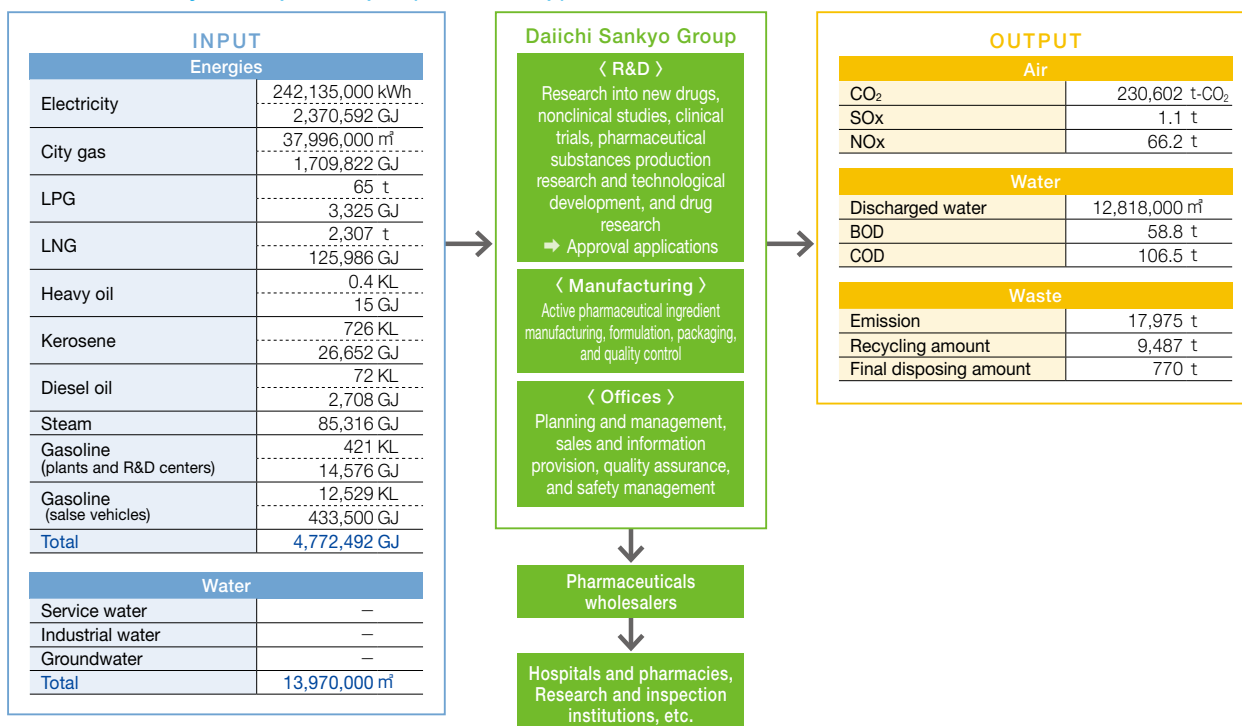 INPUT
Energies
Electricity 242,135,000 kWh
2,370,592 GJ
City gas 37,996,000 ㎥
1,709,822 GJ
LPG 65 t
3,325 GJ
LNG 2,307 t
125,986 GJ
Heavy oil 0.4 KL
15 GJ
Kerosene 726 KL
26,652 GJ
Diesel oil 72 KL
2,708 GJ
Steam 85,316 GJ
Gasoline
(plants and R&D centers) 421 KL
14,576 GJ
Gasoline
(salse vehicles) 12,529 KL
433,500 GJ
Total 4,772,492 GJ
Water
Service water –
Industrial water –
Groundwater –
Total 13,970,000 ㎥
Daiichi Sankyo Group
〈 R&D 〉
Research into new drugs,
nonclinical studies, clinical
trials, pharmaceutical
substances production
research and technological
development, and drug
research
➡ Approval applications
〈 Manufacturing 〉
Active pharmaceutical ingredient
manufacturing, formulation, packaging,
and quality control
〈 Offices 〉
Planning and management,
sales and information
provision, quality assurance,
and safety management
Pharmaceuticals
wholesalers
Hospitals and pharmacies,
Research and inspection
institutions, etc.
OUTPUT
Air
CO₂ 230,602 t-CO₂
SOx 1.1 t
NOx 66.2 t
Water
Discharged water 12,818,000 ㎥
BOD 58.8 t
COD 106.5 t
Waste
Emission 17,975 t
Recycling amount 9,487 t
Final disposing amount 770 t